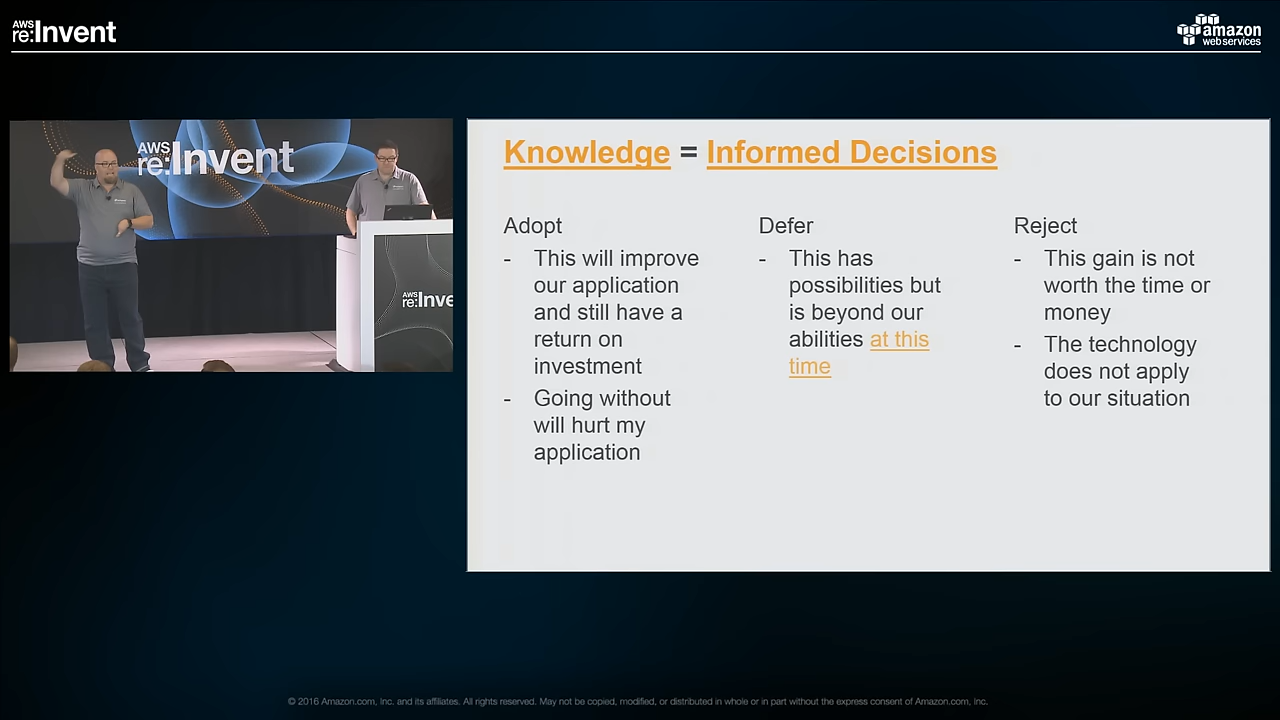 AWS
re:Invent
amazon
web services
AWS
re:Invent
AWS
re:Inve
Knowledge = Informed Decisions
Adopt
- This will improve
our application
and still have a
return on
investment
- Going without
will hurt my
application
Defer
- This has
possibilities but
is beyond our
abilities at this
time
Reject
- This gain is not
worth the time or
money
- The technology
does not apply
to our situation
© 2016 Amazon.com, Inc. and its affiliates. All rights reserved. May not be copied, modified, or distributed in whole or in part without the express consent of Amazon.com, Inc.